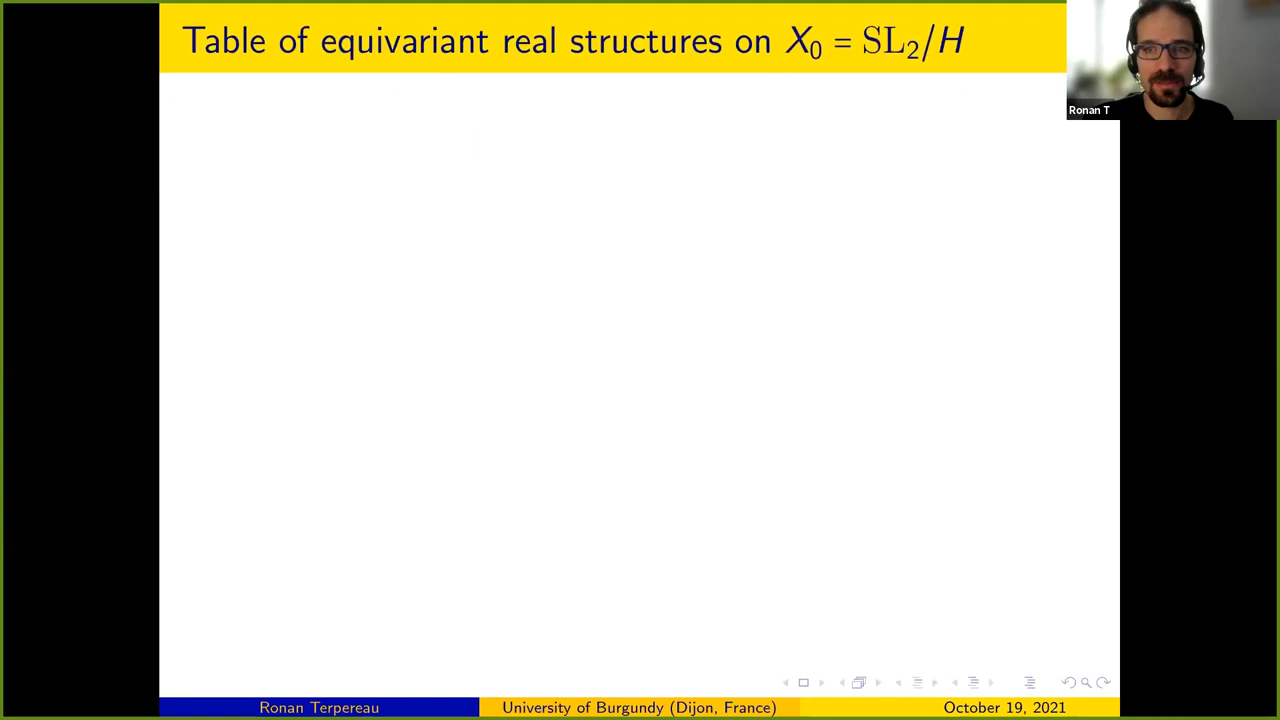 Table of equivariant real structures on X₀ = SL₂/H
Ronan T
Ronan Terpereau
University of Burgundy (Dijon, France)
October 19, 2021